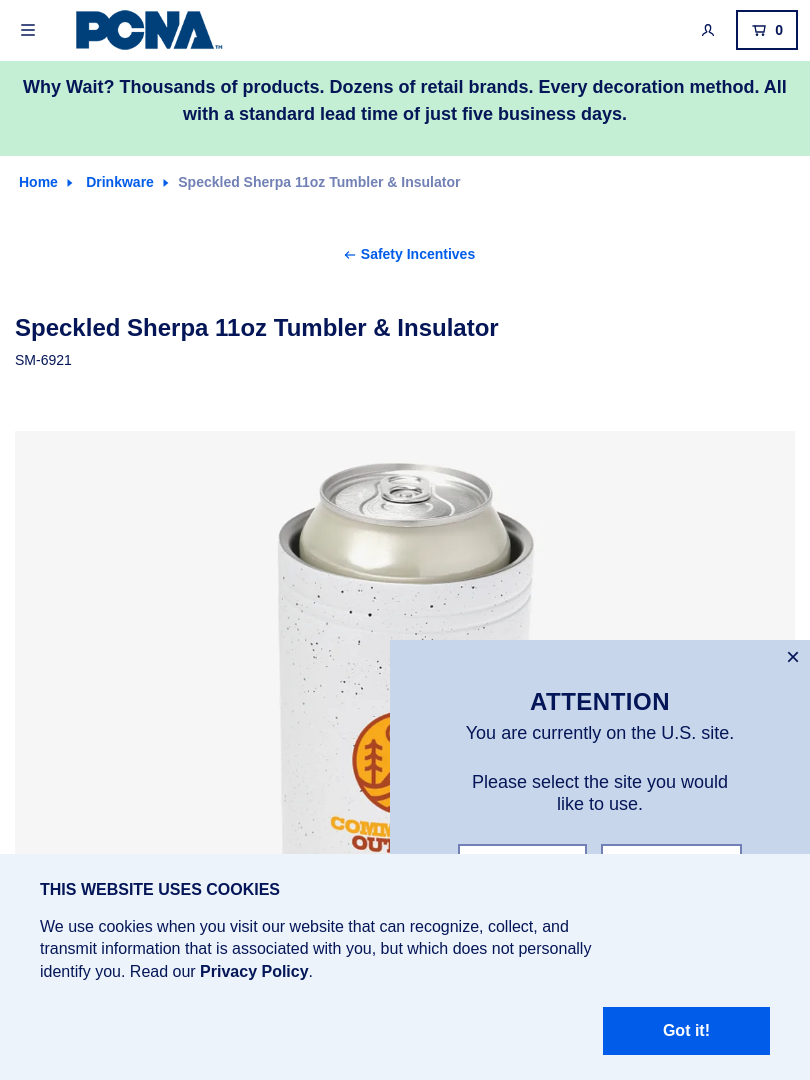 PCNA™
0
Why Wait? Thousands of products. Dozens of retail brands. Every decoration method. All
with a standard lead time of just five business days.
Home Drinkware Speckled Sherpa 11oz Tumbler & Insulator
← Safety Incentives
Speckled Sherpa 11oz Tumbler & Insulator
SM-6921
ATTENTION
You are currently on the U.S. site.
Please select the site you would
like to use.
THIS WEBSITE USES COOKIES
We use cookies when you visit our website that can recognize, collect, and
transmit information that is associated with you, but which does not personally
identify you. Read our Privacy Policy.
Got it!